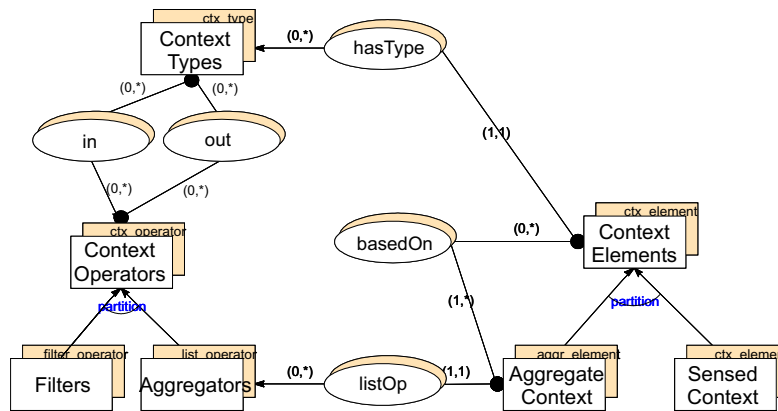 ctx_type
Context
Types
(0,*)
hasType
(0,*)
(0,*)
in
out
(1,1)
(0,*)
(0,*)
ctx_operator
Context
Operators
basedOn
(0,*)
ctx_element
Context
Elements
partition
(1,*)
partition
filter_operator
Filters
list_operator
Aggregators
(0,*)
listOp
(1,1)
aggr_element
Aggregate
Context
ctx_eleme
Sensed
Context